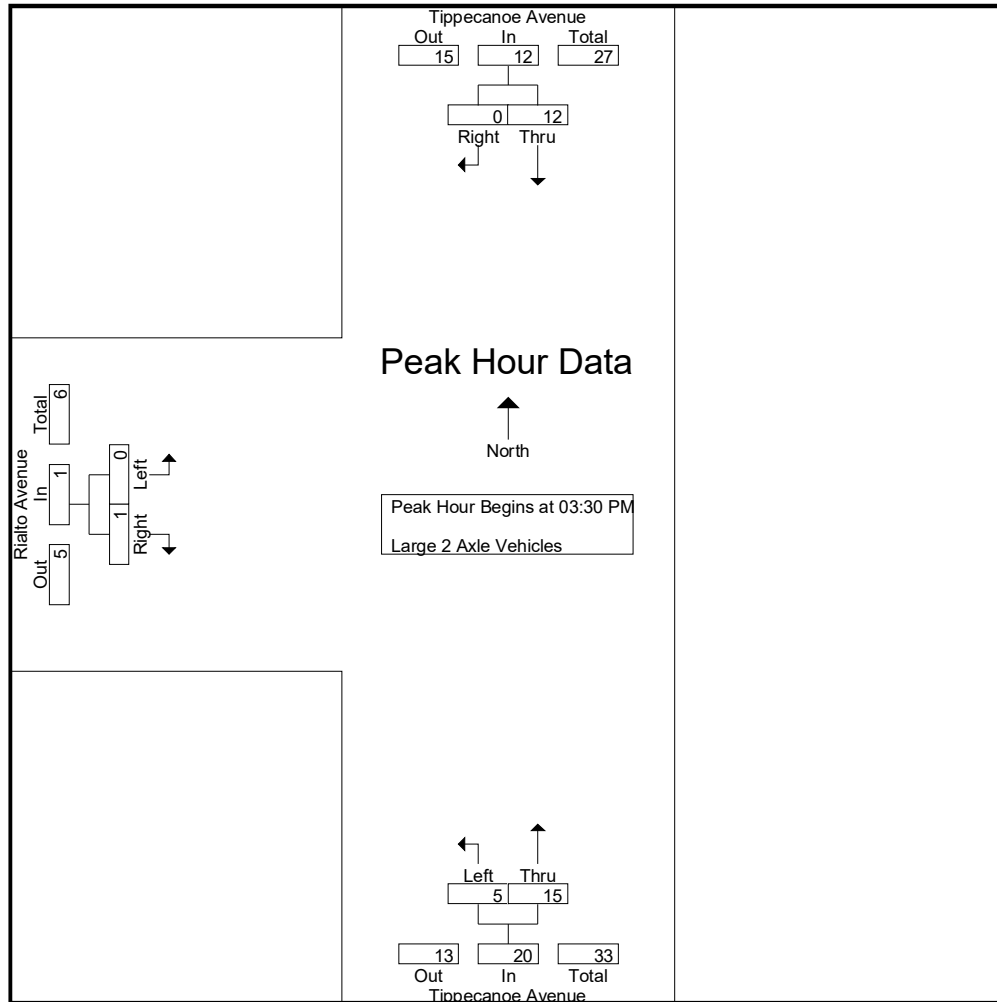 Tippecanoe Avenue
Out In Total
15 12 27
0 12
Right Thru
Peak Hour Data
North
Peak Hour Begins at 03:30 PM
Large 2 Axle Vehicles
Rialto Avenue
Out In Total
5 1 6
Right Left
1 0
Left Thru
5 15
13 20 33
Out In Total
Tippecanoe Avenue